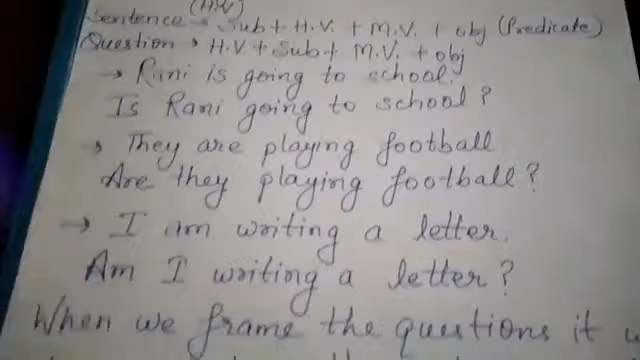 (H.V)
Sentence → Sub + H.V. + M.V. + obj (Predicate)
Question → H.V + Sub + M.V. + obj
→ Rani is going to school.
Is Rani going to school?
→ They are playing football
Are they playing football?
→ I am writing a letter.
Am I writing a letter?
When we frame the questions it